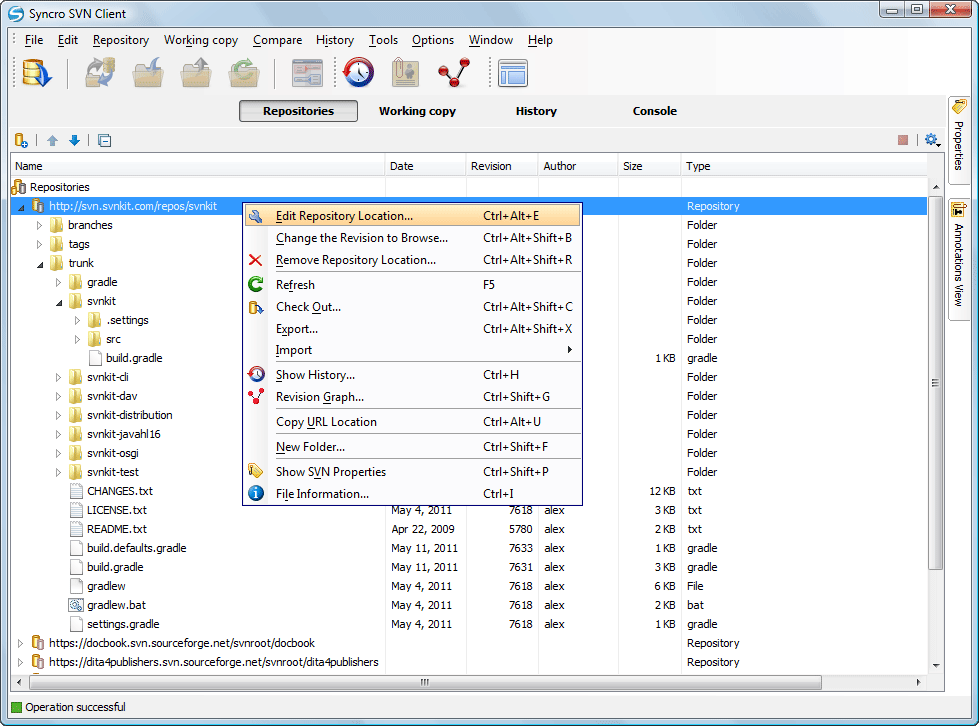 Syncro SVN Client
File Edit Repository Working copy Compare History Tools Options Window Help
Repositories Working copy History Console
Name Date Revision Author Size Type
Repositories
http://svn.svnkit.com/repos/svnkit Repository
branches Folder
tags Folder
trunk Folder
gradle Folder
svnkit Folder
.settings Folder
src Folder
build.gradle 1 KB gradle
svnkit-cli Folder
svnkit-dav Folder
svnkit-distribution Folder
svnkit-javahl16 Folder
svnkit-osgi Folder
svnkit-test Folder
CHANGES.txt 12 KB txt
LICENSE.txt May 4, 2011 7618 alex 3 KB txt
README.txt Apr 22, 2009 5780 alex 2 KB txt
build.defaults.gradle May 11, 2011 7633 alex 1 KB gradle
build.gradle May 11, 2011 7631 alex 3 KB gradle
gradlew May 4, 2011 7618 alex 6 KB File
gradlew.bat May 4, 2011 7618 alex 2 KB bat
settings.gradle May 4, 2011 7618 alex 1 KB gradle
https://docbook.svn.sourceforge.net/svnroot/docbook Repository
https://dita4publishers.svn.sourceforge.net/svnroot/dita4publishers Repository
Edit Repository Location... Ctrl+Alt+E
Change the Revision to Browse... Ctrl+Alt+Shift+B
Remove Repository Location... Ctrl+Alt+Shift+R
Refresh F5
Check Out... Ctrl+Alt+Shift+C
Export... Ctrl+Alt+Shift+X
Import
Show History... Ctrl+H
Revision Graph... Ctrl+Shift+G
Copy URL Location Ctrl+Alt+U
New Folder... Ctrl+Shift+F
Show SVN Properties Ctrl+Shift+P
File Information... Ctrl+I
Properties
Annotations View
Operation successful